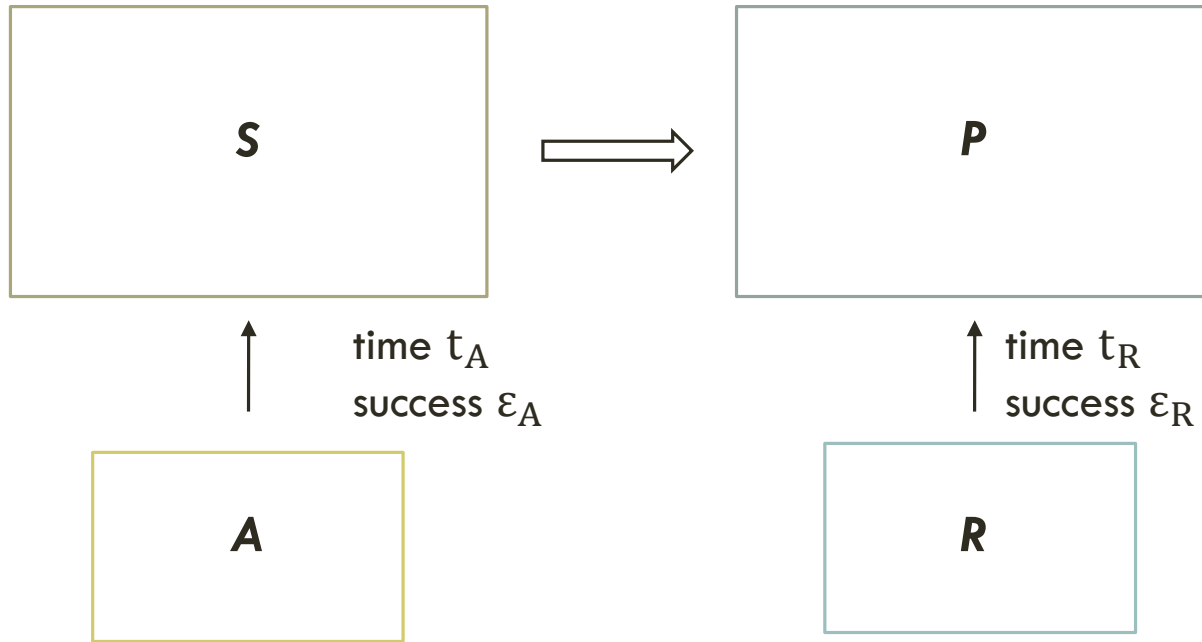 S
P
time t_A
success ε_A
time t_R
success ε_R
A
R